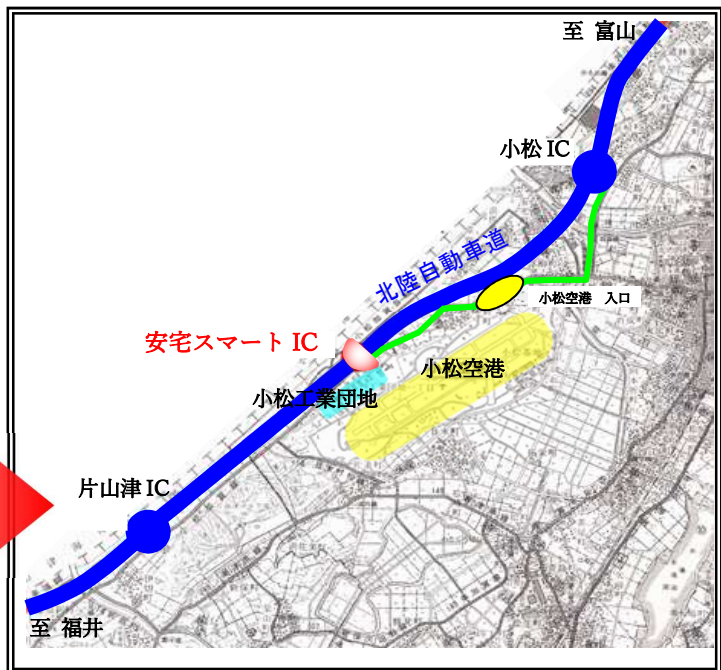 至 富山
小松 IC
北陸自動車道
小松空港 入口
安宅スマート IC
小松空港
小松工業団地
片山津 IC
至 福井